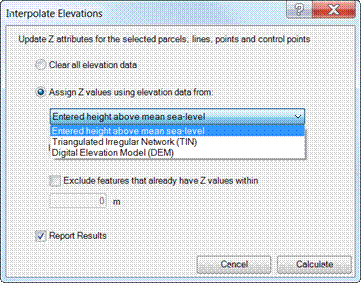 Interpolate Elevations
?
Update Z attributes for the selected parcels, lines, points and control points
Clear all elevation data
Assign Z values using elevation data from:
Entered height above mean sea-level
Entered height above mean sea-level
Triangulated Irregular Network (TIN)
Digital Elevation Model (DEM)
Exclude features that already have Z values within
0 m
Report Results
Cancel Calculate